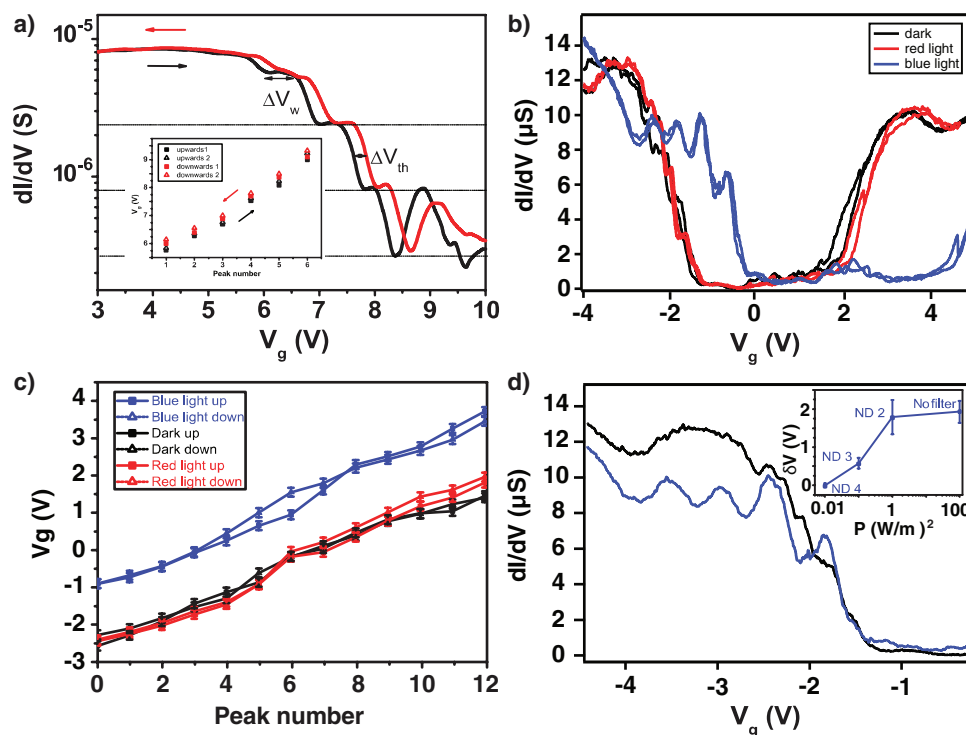 a)
dI/dV (S)
10^-5
10^-6
ΔV_w
ΔV_th
V_g (V)
9
8
7
6
upwards1
upwards 2
downwards 1
downwards 2
1 2 3 4 5 6
Peak number
3 4 5 6 7 8 9 10
V_g (V)
b)
dI/dV (µS)
14
12
10
8
6
4
2
0
dark
red light
blue light
-4 -2 0 2 4
V_g (V)
c)
Vg (V)
4
3
2
1
0
-1
-2
-3
Blue light up
Blue light down
Dark up
Dark down
Red light up
Red light down
0 2 4 6 8 10 12
Peak number
d)
dI/dV (µS)
14
12
10
8
6
4
2
0
δV (V)
2
1
0
No filter
ND 2
ND 3
ND 4
0.01 1 100
P (W/m )^2
-4 -3 -2 -1
V_g (V)